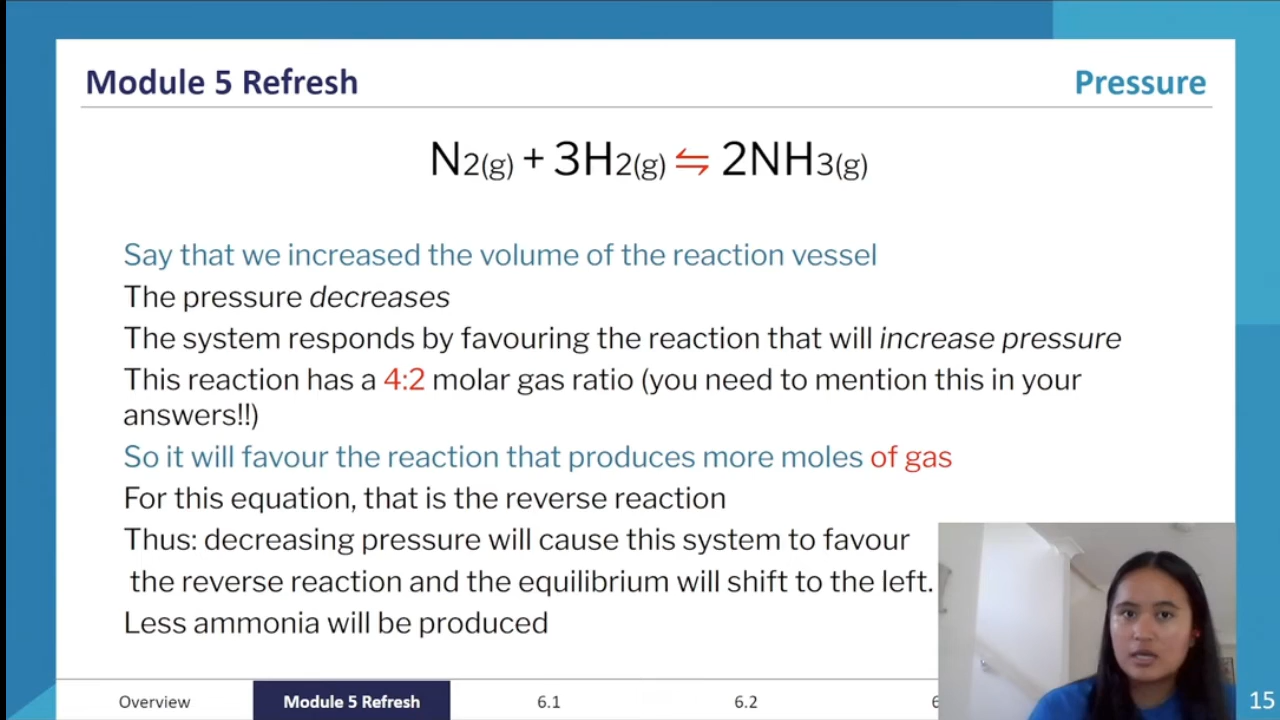 Module 5 Refresh
Pressure
N2(g) + 3H2(g) ⇋ 2NH3(g)
Say that we increased the volume of the reaction vessel
The pressure decreases
The system responds by favouring the reaction that will increase pressure
This reaction has a 4:2 molar gas ratio (you need to mention this in your
answers!!)
So it will favour the reaction that produces more moles of gas
For this equation, that is the reverse reaction
Thus: decreasing pressure will cause this system to favour
the reverse reaction and the equilibrium will shift to the left.
Less ammonia will be produced
Overview
Module 5 Refresh
6.1
6.2
15